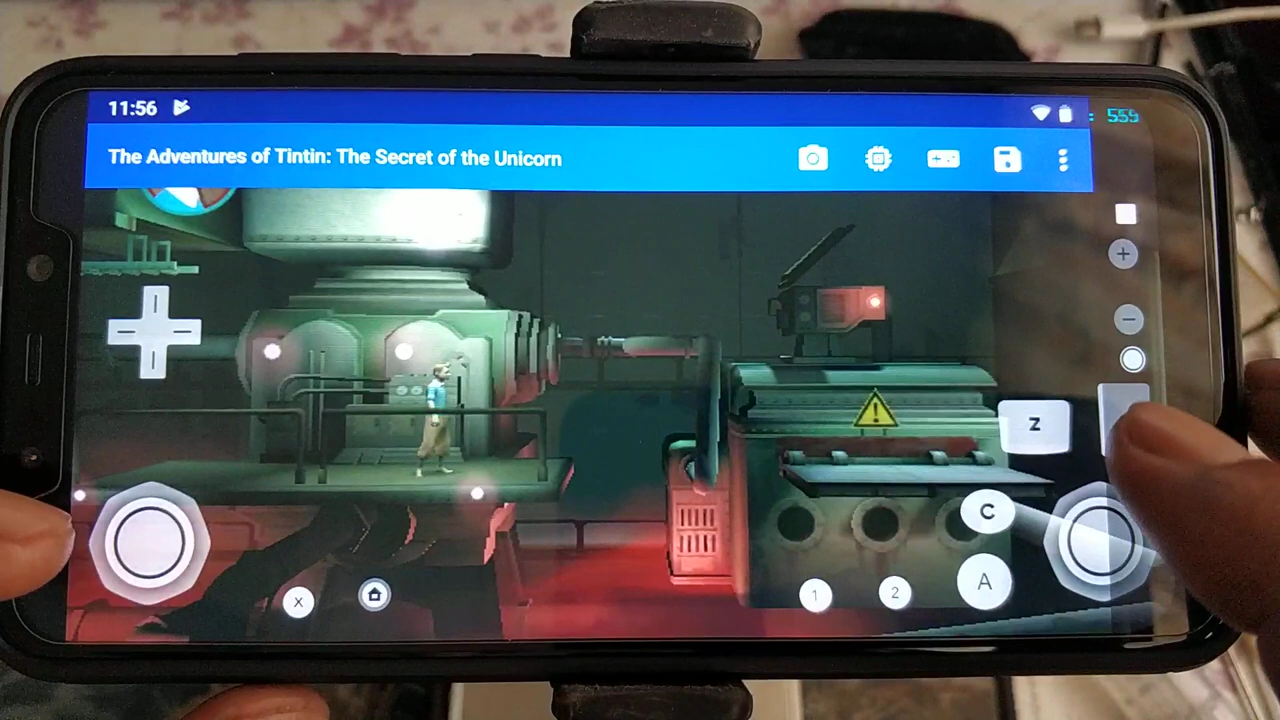 11:56
: 555
The Adventures of Tintin: The Secret of the Unicorn
Z
C
A
X
1
2